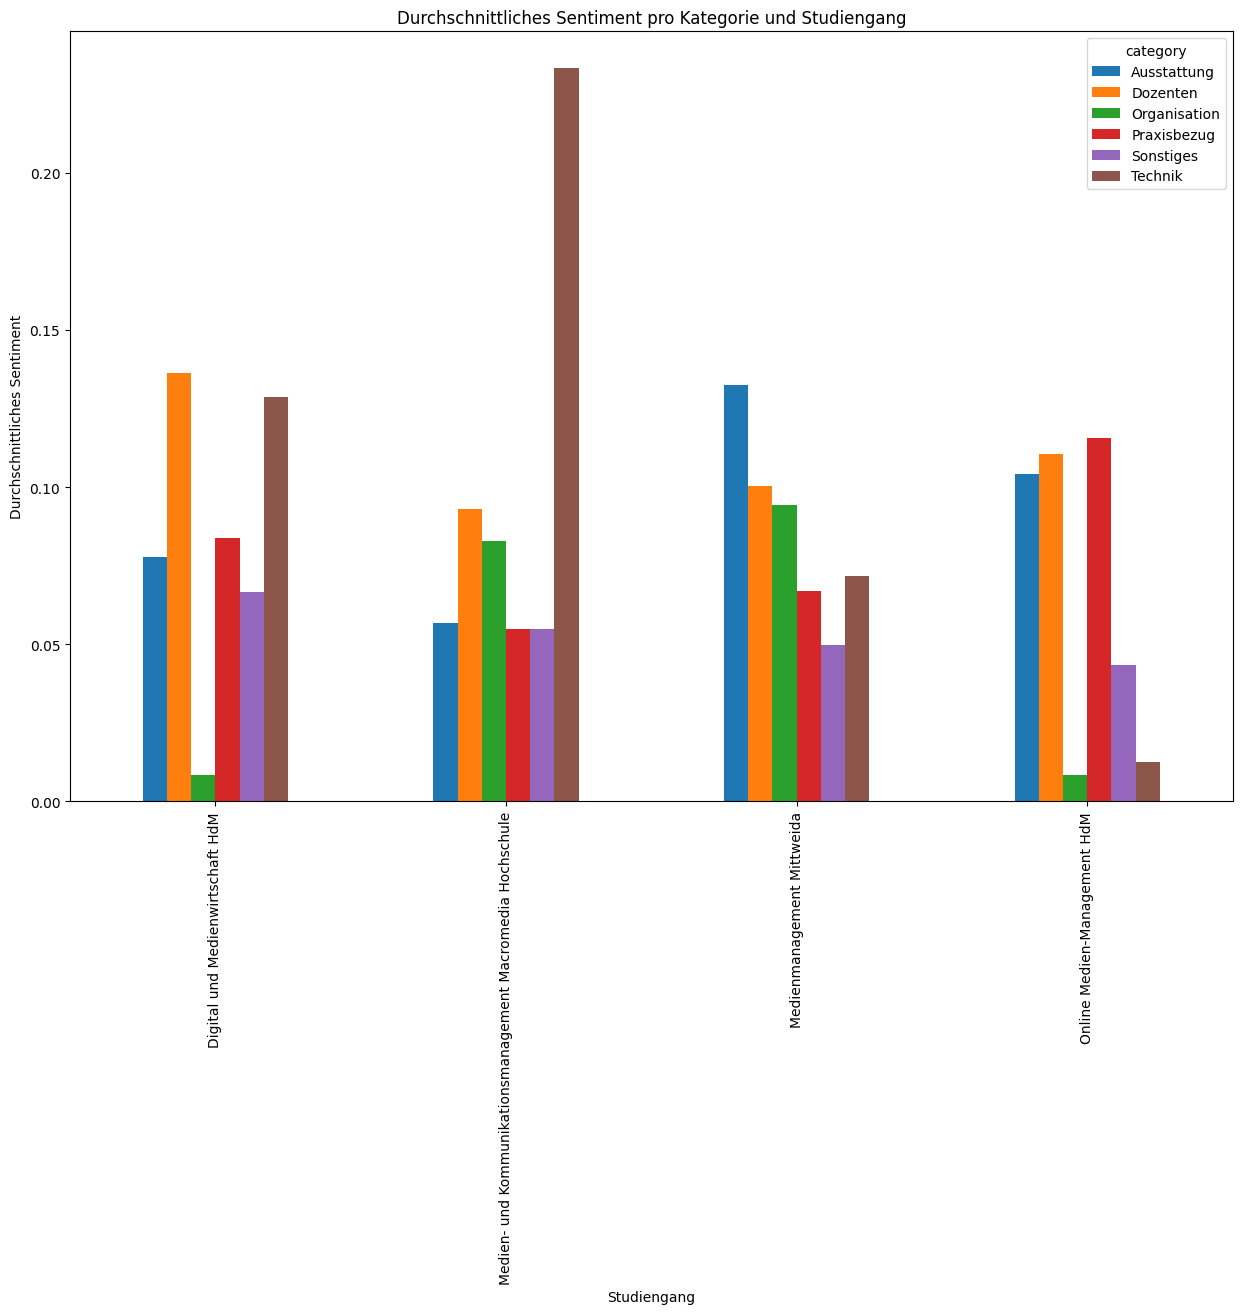 Durchschnittliches Sentiment pro Kategorie und Studiengang
category
Ausstattung
Dozenten
Organisation
Praxisbezug
Sonstiges
Technik
Durchschnittliches Sentiment
0.20
0.15
0.10
0.05
0.00
Digital und Medienwirtschaft HdM
Medien- und Kommunikationsmanagement Macromedia Hochschule
Medienmanagement Mittweida
Online Medien-Management HdM
Studiengang